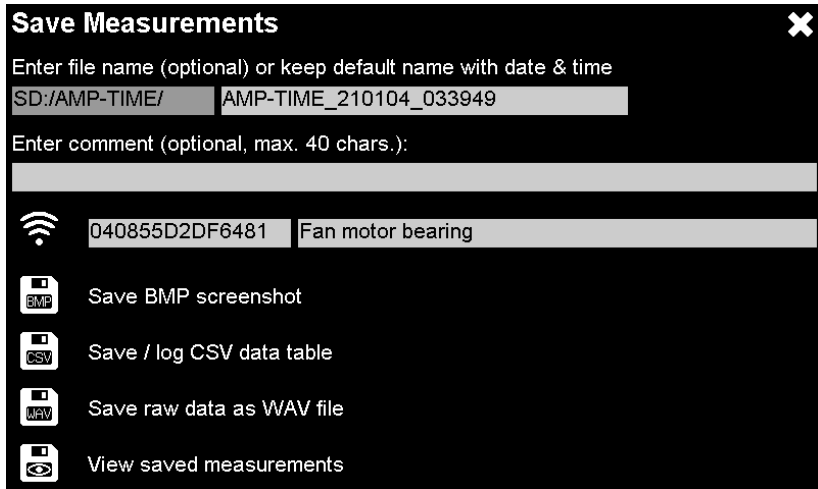 Save Measurements
Enter file name (optional) or keep default name with date & time
SD:/AMP-TIME/ AMP-TIME_210104_033949
Enter comment (optional, max. 40 chars.):
040855D2DF6481 Fan motor bearing
BMP Save BMP screenshot
CSV Save / log CSV data table
WAV Save raw data as WAV file
View saved measurements